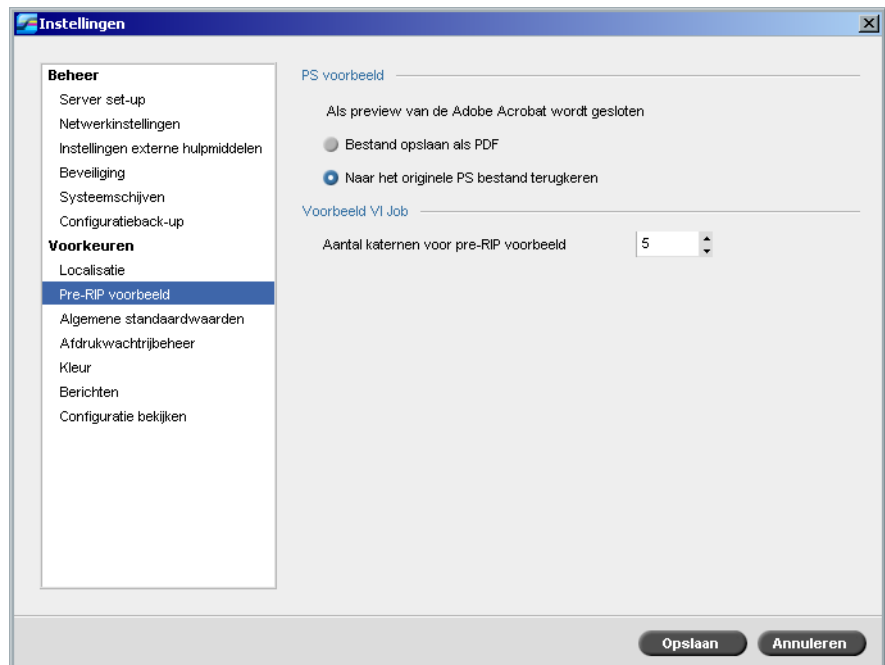 Instellingen
Beheer
Server set-up
Netwerkinstellingen
Instellingen externe hulpmiddelen
Beveiliging
Systeemschijven
Configuratieback-up
Voorkeuren
Localisatie
Pre-RIP voorbeeld
Algemene standaardwaarden
Afdrukwachtrijbeheer
Kleur
Berichten
Configuratie bekijken
PS voorbeeld
Als preview van de Adobe Acrobat wordt gesloten
Bestand opslaan als PDF
Naar het originele PS bestand terugkeren
Voorbeeld VI Job
Aantal katernen voor pre-RIP voorbeeld 5
Opslaan Annuleren